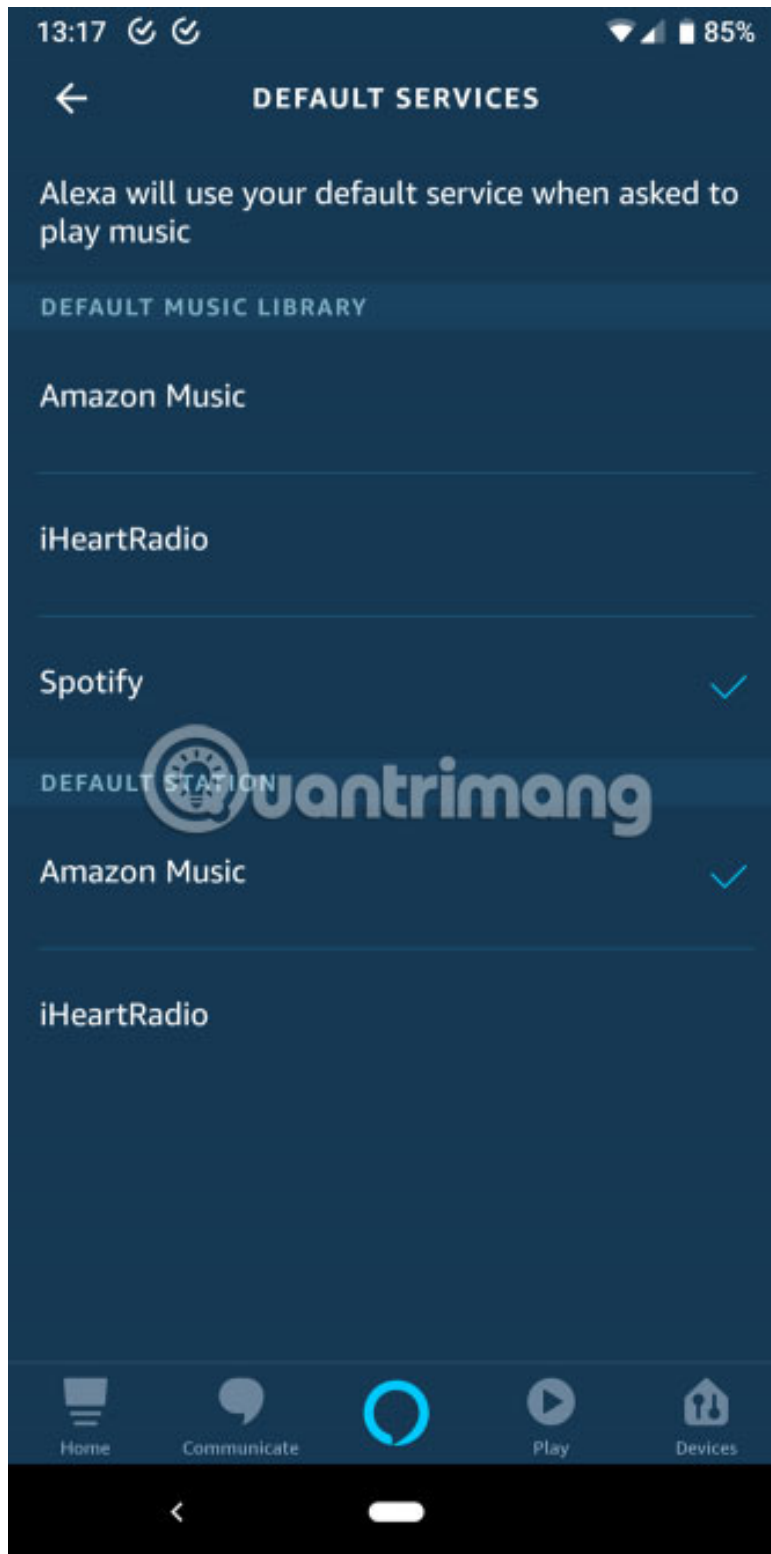 13:17 85%
DEFAULT SERVICES
Alexa will use your default service when asked to
play music
DEFAULT MUSIC LIBRARY
Amazon Music
iHeartRadio
Spotify
DEFAULT STATION
Quantrimang
Amazon Music
iHeartRadio
Home Communicate Play Devices